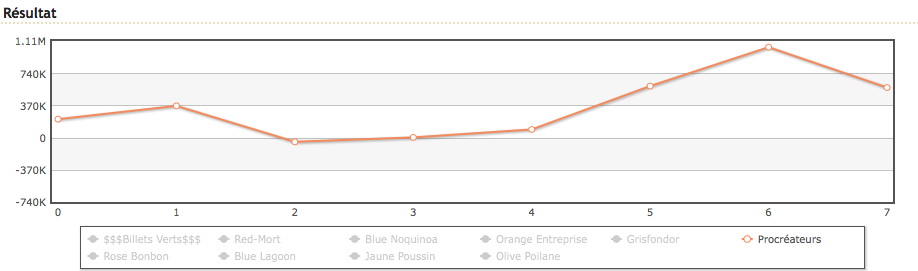 Résultat
1.11M
740K
370K
0
-370K
-740K
0 1 2 3 4 5 6 7
$$$Billets Verts$$$ Red-Mort Blue Noquinoa Orange Entreprise Grisfondor Procréateurs
Rose Bonbon Blue Lagoon Jaune Poussin Olive Poilane